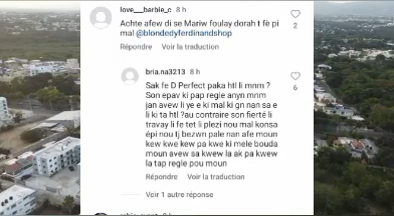 love___barbie_c 8 h
Achte afew di se Mariw foulay dorah t fè pi
mal @blondedyferdinandshop
2
Répondre Voir la traduction
bria.na3213 8 h
Sak fe D Perfect paka htl li mnm ?
Son epav ki pap regle anyn mnm
jan avew li ye e ki mal ki gn nan sa e
li ki ta htl ?au contraire son fierté li
travay li fe tet li plezi nou mal konsa
épi nou tj bezwn pale nan afe moun
kew kwe kew pa kwe ki mele bouda
moun avew sa kwew la ak pa kwew
la tap regle pou moun
6
Répondre Voir la traduction
Voir 1 autre réponse